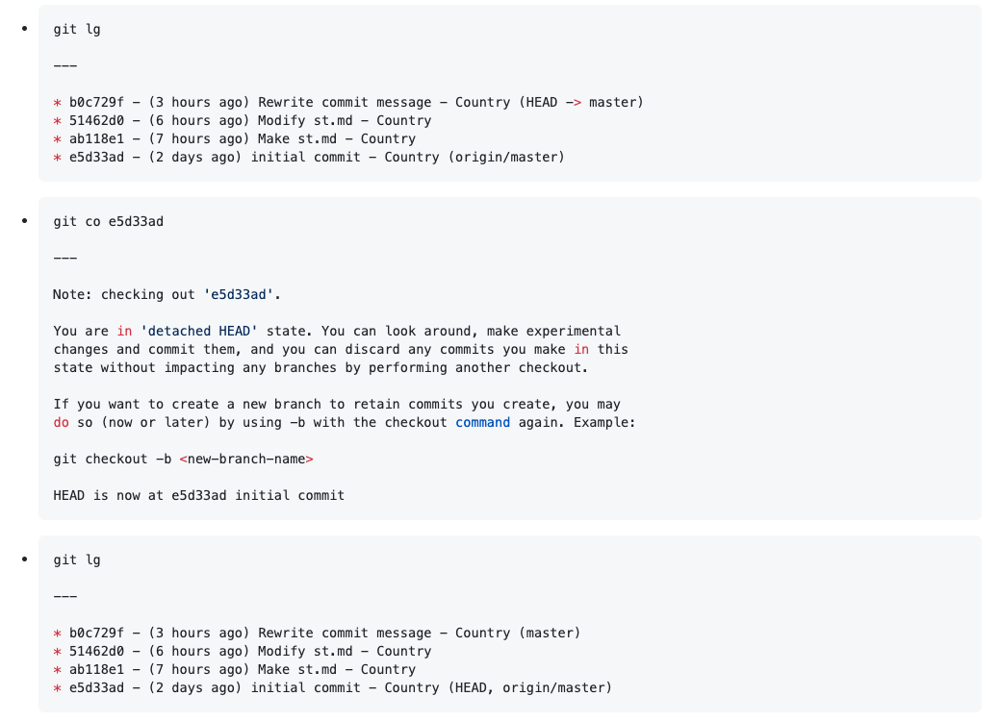 git lg
---
* b0c729f - (3 hours ago) Rewrite commit message - Country (HEAD -> master)
* 51462d0 - (6 hours ago) Modify st.md - Country
* ab118e1 - (7 hours ago) Make st.md - Country
* e5d33ad - (2 days ago) initial commit - Country (origin/master)
git co e5d33ad
---
Note: checking out 'e5d33ad'.
You are in 'detached HEAD' state. You can look around, make experimental
changes and commit them, and you can discard any commits you make in this
state without impacting any branches by performing another checkout.
If you want to create a new branch to retain commits you create, you may
do so (now or later) by using -b with the checkout command again. Example:
git checkout -b <new-branch-name>
HEAD is now at e5d33ad initial commit
git lg
---
* b0c729f - (3 hours ago) Rewrite commit message - Country (master)
* 51462d0 - (6 hours ago) Modify st.md - Country
* ab118e1 - (7 hours ago) Make st.md - Country
* e5d33ad - (2 days ago) initial commit - Country (HEAD, origin/master)